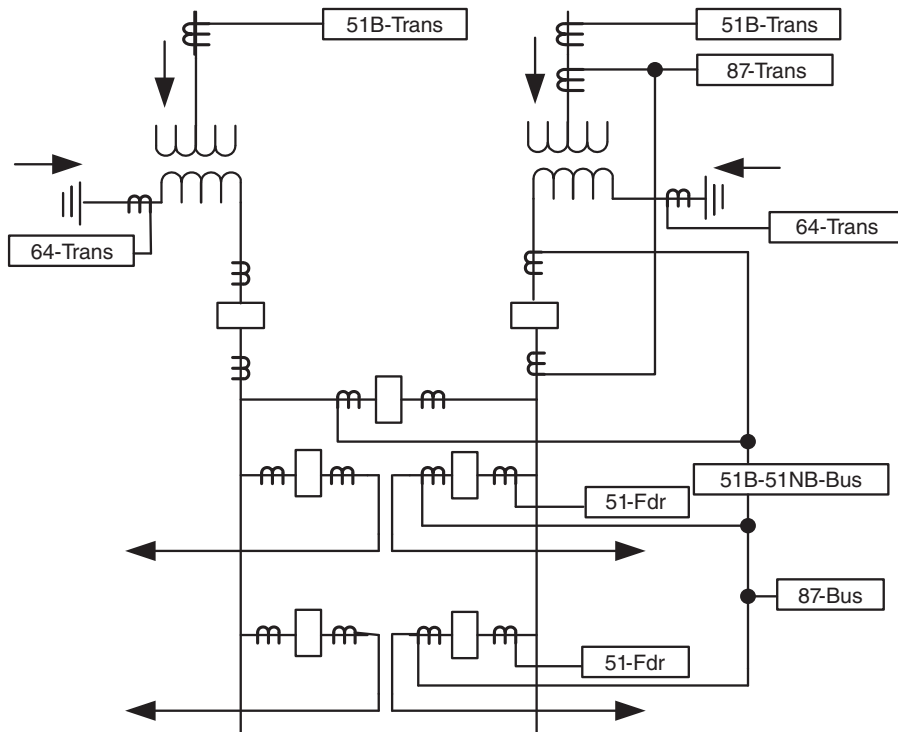 51B-Trans
51B-Trans
87-Trans
64-Trans
64-Trans
51B-51NB-Bus
51-Fdr
87-Bus
51-Fdr